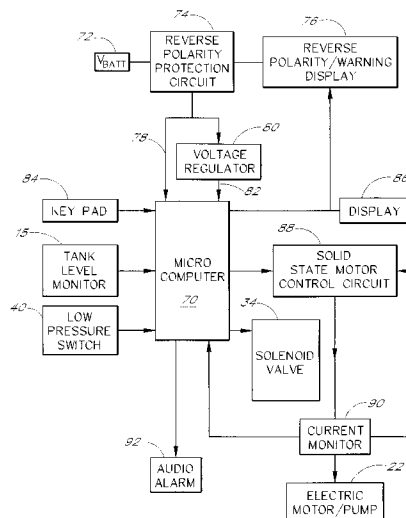 74
76
72
V BATT
REVERSE
POLARITY
PROTECTION
CIRCUIT
REVERSE
POLARITY/WARNING
DISPLAY
80
78
VOLTAGE
REGULATOR
82
84
86
KEY PAD
DISPLAY
15
88
TANK
LEVEL
MONITOR
MICRO
COMPUTER
70
SOLID
STATE MOTOR
CONTROL CIRCUIT
40
34
LOW
PRESSURE
SWITCH
SOLENOID
VALVE
90
CURRENT
MONITOR
92
AUDIO
ALARM
22
ELECTRIC
MOTOR/PUMP